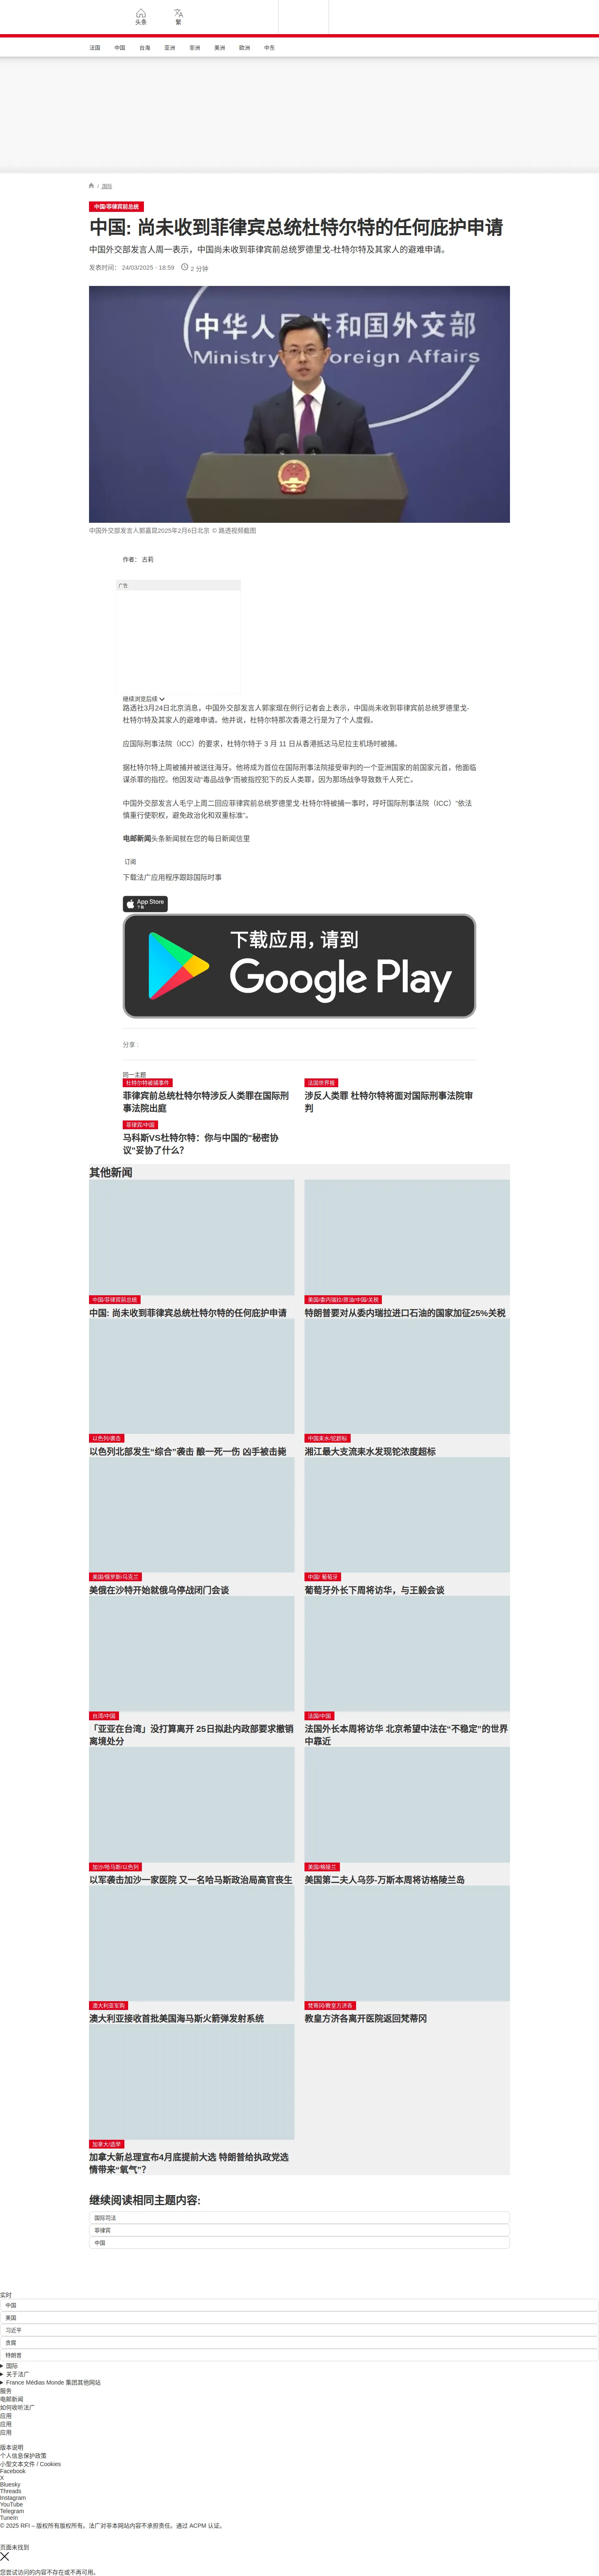 头条
繁
法国
中国
台海
亚洲
非洲
美洲
欧洲
中东
/ 国际
中国/菲律宾前总统
中国: 尚未收到菲律宾总统杜特尔特的任何庇护申请
中国外交部发言人周一表示，中国尚未收到菲律宾前总统罗德里戈-杜特尔特及其家人的避难申请。
发表时间： 24/03/2025 - 18:59 2 分钟
中华人民共和国外交部
Ministry of Foreign Affairs
中国外交部发言人郭嘉昆2025年2月6日北京 © 路透视频截图
作者： 古莉
广告
继续浏览后续
路透社3月24日北京消息，中国外交部发言人郭家琨在例行记者会上表示，中国尚未收到菲律宾前总统罗德里戈-
杜特尔特及其家人的避难申请。他并说，杜特尔特那次香港之行是为了个人度假。
应国际刑事法院（ICC）的要求，杜特尔特于 3 月 11 日从香港抵达马尼拉主机场时被捕。
据杜特尔特上周被捕并被送往海牙。他将成为首位在国际刑事法院接受审判的一个亚洲国家的前国家元首，他面临
谋杀罪的指控。他因发动“毒品战争”而被指控犯下的反人类罪，因为那场战争导致数千人死亡。
中国外交部发言人毛宁上周二回应菲律宾前总统罗德里戈·杜特尔特被捕一事时，呼吁国际刑事法院（ICC）“依法
慎重行使职权，避免政治化和双重标准”。
电邮新闻头条新闻就在您的每日新闻信里
订阅
下载法广应用程序跟踪国际时事
App Store
下载
下载应用，请到
Google Play
分享 :
同一主题
杜特尔特被捕事件
菲律宾前总统杜特尔特涉反人类罪在国际刑
事法院出庭
法国世界报
涉反人类罪 杜特尔特将面对国际刑事法院审
判
菲律宾/中国
马科斯VS杜特尔特：你与中国的"秘密协
议"妥协了什么？
其他新闻
中国/菲律宾前总统
中国: 尚未收到菲律宾总统杜特尔特的任何庇护申请
美国/委内瑞拉/原油/中国/关税
特朗普要对从委内瑞拉进口石油的国家加征25%关税
以色列/袭击
以色列北部发生“综合”袭击 酿一死一伤 凶手被击毙
中国耒水/铊超标
湘江最大支流耒水发现铊浓度超标
美国/俄罗斯/乌克兰
美俄在沙特开始就俄乌停战闭门会谈
中国/ 葡萄牙
葡萄牙外长下周将访华，与王毅会谈
台湾/中国
「亚亚在台湾」没打算离开 25日拟赴内政部要求撤销
离境处分
法国/中国
法国外长本周将访华 北京希望中法在“不稳定”的世界
中靠近
加沙/哈马斯/以色列
以军袭击加沙一家医院 又一名哈马斯政治局高官丧生
美国/格陵兰
美国第二夫人乌莎-万斯本周将访格陵兰岛
澳大利亚军购
澳大利亚接收首批美国海马斯火箭弹发射系统
梵蒂冈/教皇方济各
教皇方济各离开医院返回梵蒂冈
加拿大/选举
加拿大新总理宣布4月底提前大选 特朗普给执政党选
情带来“氧气”？
继续阅读相同主题内容:
国际司法
菲律宾
中国
实时
中国
美国
习近平
贪腐
特朗普
国际
关于法广
France Médias Monde 集团其他网站
服务
电邮新闻
如何收听法广
应用
应用
应用
版本说明
个人信息保护政策
小型文本文件 / Cookies
Facebook
X
Bluesky
Threads
Instagram
YouTube
Telegram
TuneIn
© 2025 RFI – 版权所有版权所有。法广对非本网站内容不承担责任。通过 ACPM 认证。
页面未找到
您尝试访问的内容不存在或不再可用。